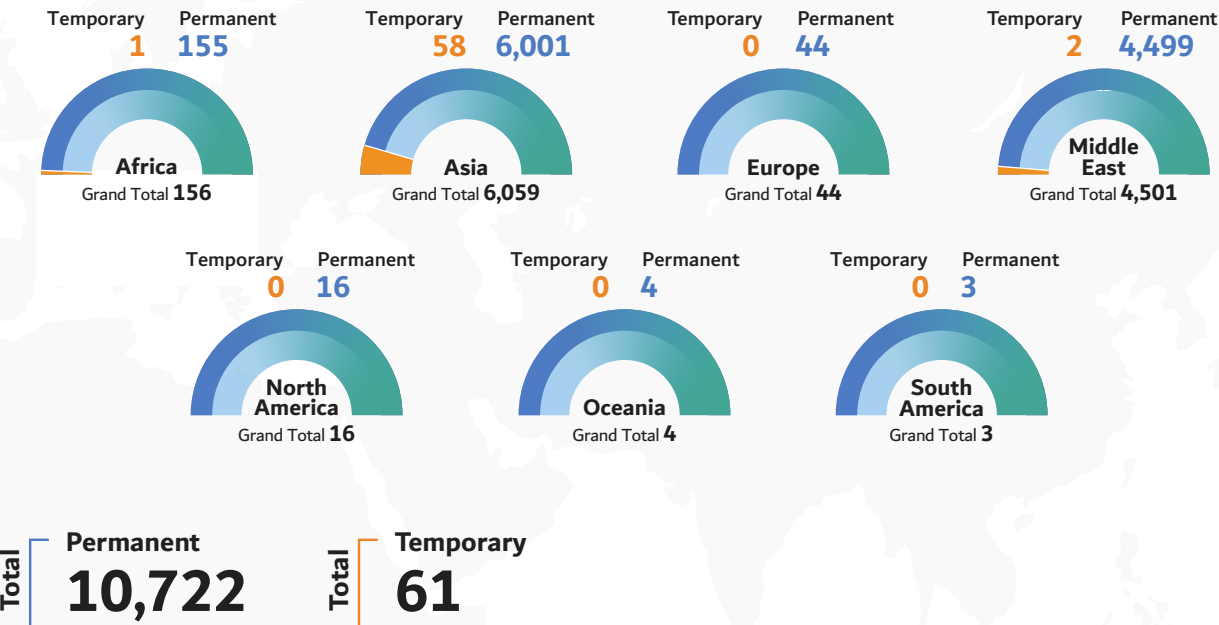 Temporary Permanent
1 155
Africa
Grand Total 156
Temporary Permanent
58 6,001
Asia
Grand Total 6,059
Temporary Permanent
0 44
Europe
Grand Total 44
Temporary Permanent
2 4,499
Middle
East
Grand Total 4,501
Temporary Permanent
0 16
North
America
Grand Total 16
Temporary Permanent
0 4
Oceania
Grand Total 4
Temporary Permanent
0 3
South
America
Grand Total 3
Total
Permanent
10,722
Total
Temporary
61